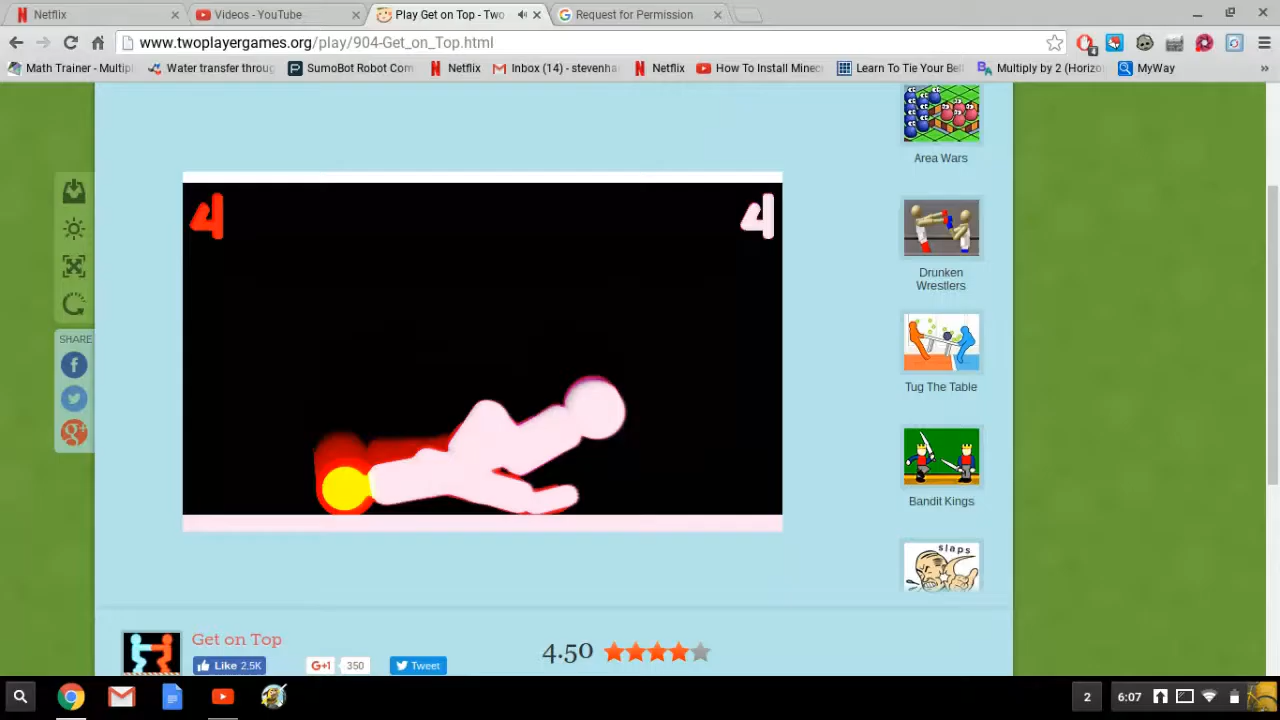 Netflix
Videos - YouTube
Play Get on Top - Two
Request for Permission
www.twoplayergames.org/play/904-Get_on_Top.html
4
Math Trainer - Multipl
Water transfer throug
SumoBot Robot Com
Netflix
Inbox (14) - stevenha
Netflix
How To Install Minec
Learn To Tie Your Bel
Multiply by 2 (Horizo
MyWay
»
4
4
Area Wars
Drunken
Wrestlers
Tug The Table
Bandit Kings
slaps
SHARE
Get on Top
4.50
Like 2.5K
G+1 350
Tweet
2
6:07